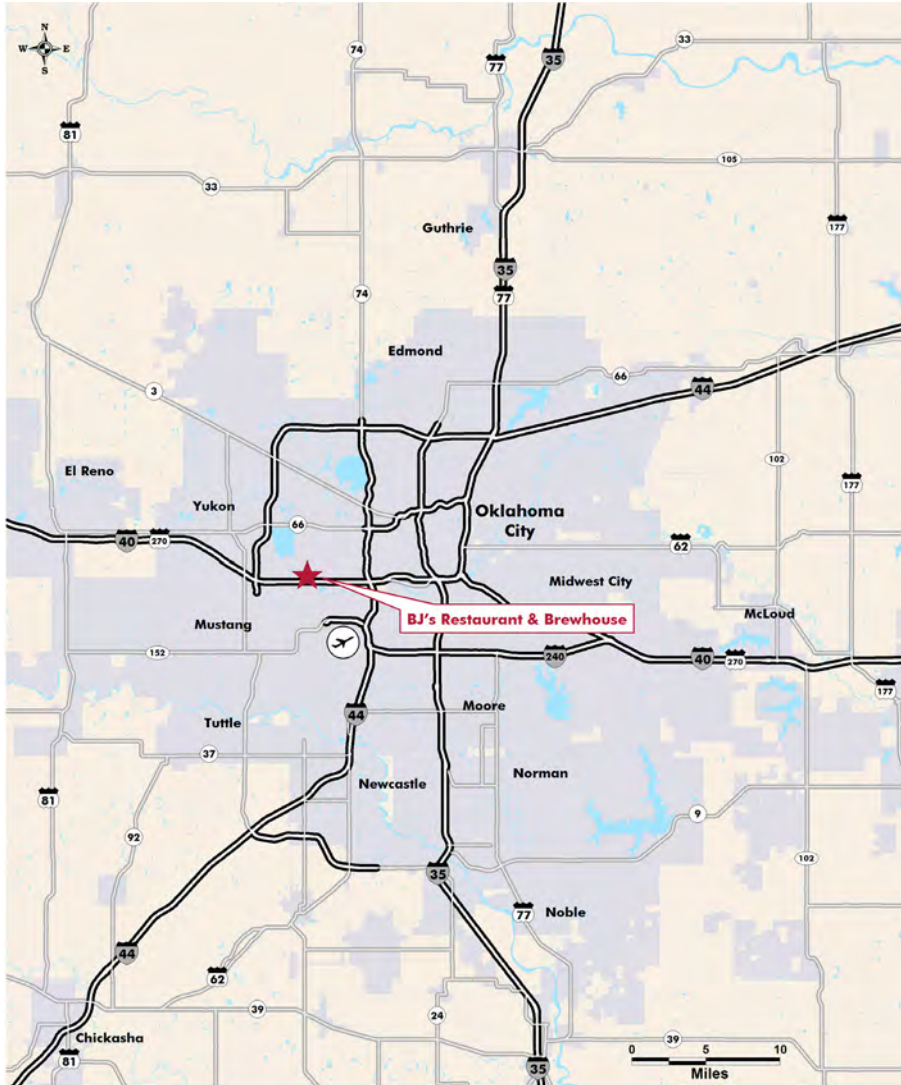 N
W E
S
74
33
77
35
81
105
33
177
Guthrie
35
77
74
Edmond
66
44
3
102
El Reno
177
Yukon
Oklahoma
City
66
40
270
62
Midwest City
BJ's Restaurant & Brewhouse
McLoud
Mustang
152
240
40
270
177
Moore
44
Tuttle
37
Norman
Newcastle
81
9
92
102
35
77
Noble
44
62
39
24
Chickasha
39
81
35
0 5 10
Miles